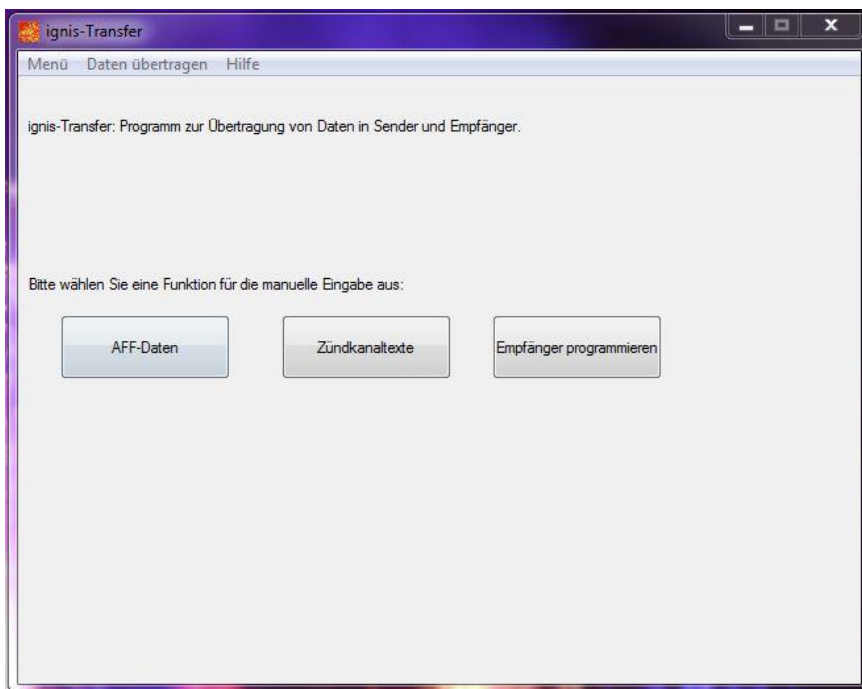 ignis-Transfer
Menü Daten übertragen Hilfe
ignis-Transfer: Programm zur Übertragung von Daten in Sender und Empfänger.
Bitte wählen Sie eine Funktion für die manuelle Eingabe aus:
AFF-Daten Zündkanaltexte Empfänger programmieren